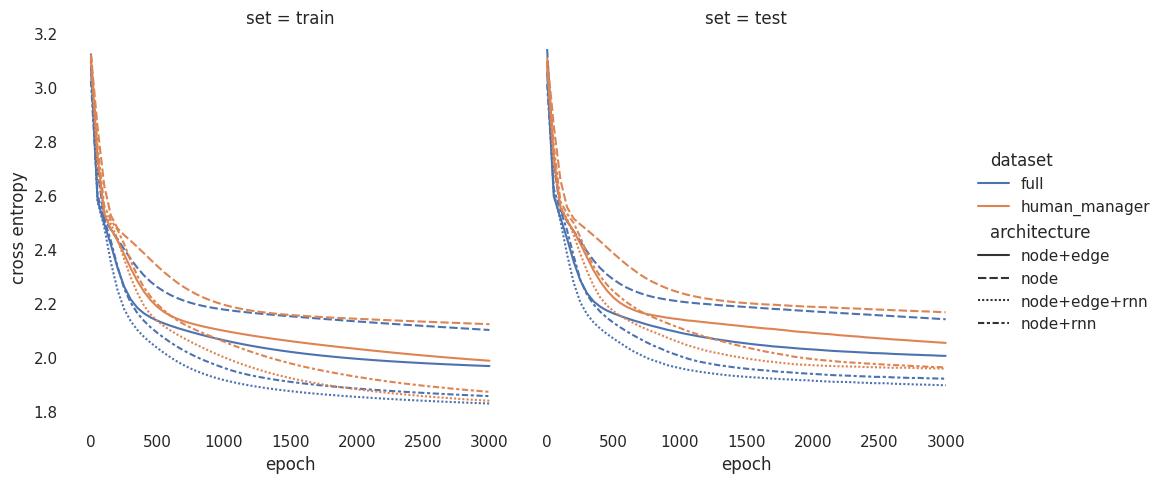 set = train
set = test
cross entropy
3.2
3.0
2.8
2.6
2.4
2.2
2.0
1.8
0 500 1000 1500 2000 2500 3000
epoch
0 500 1000 1500 2000 2500 3000
epoch
dataset
full
human_manager
architecture
node+edge
node
node+edge+rnn
node+rnn